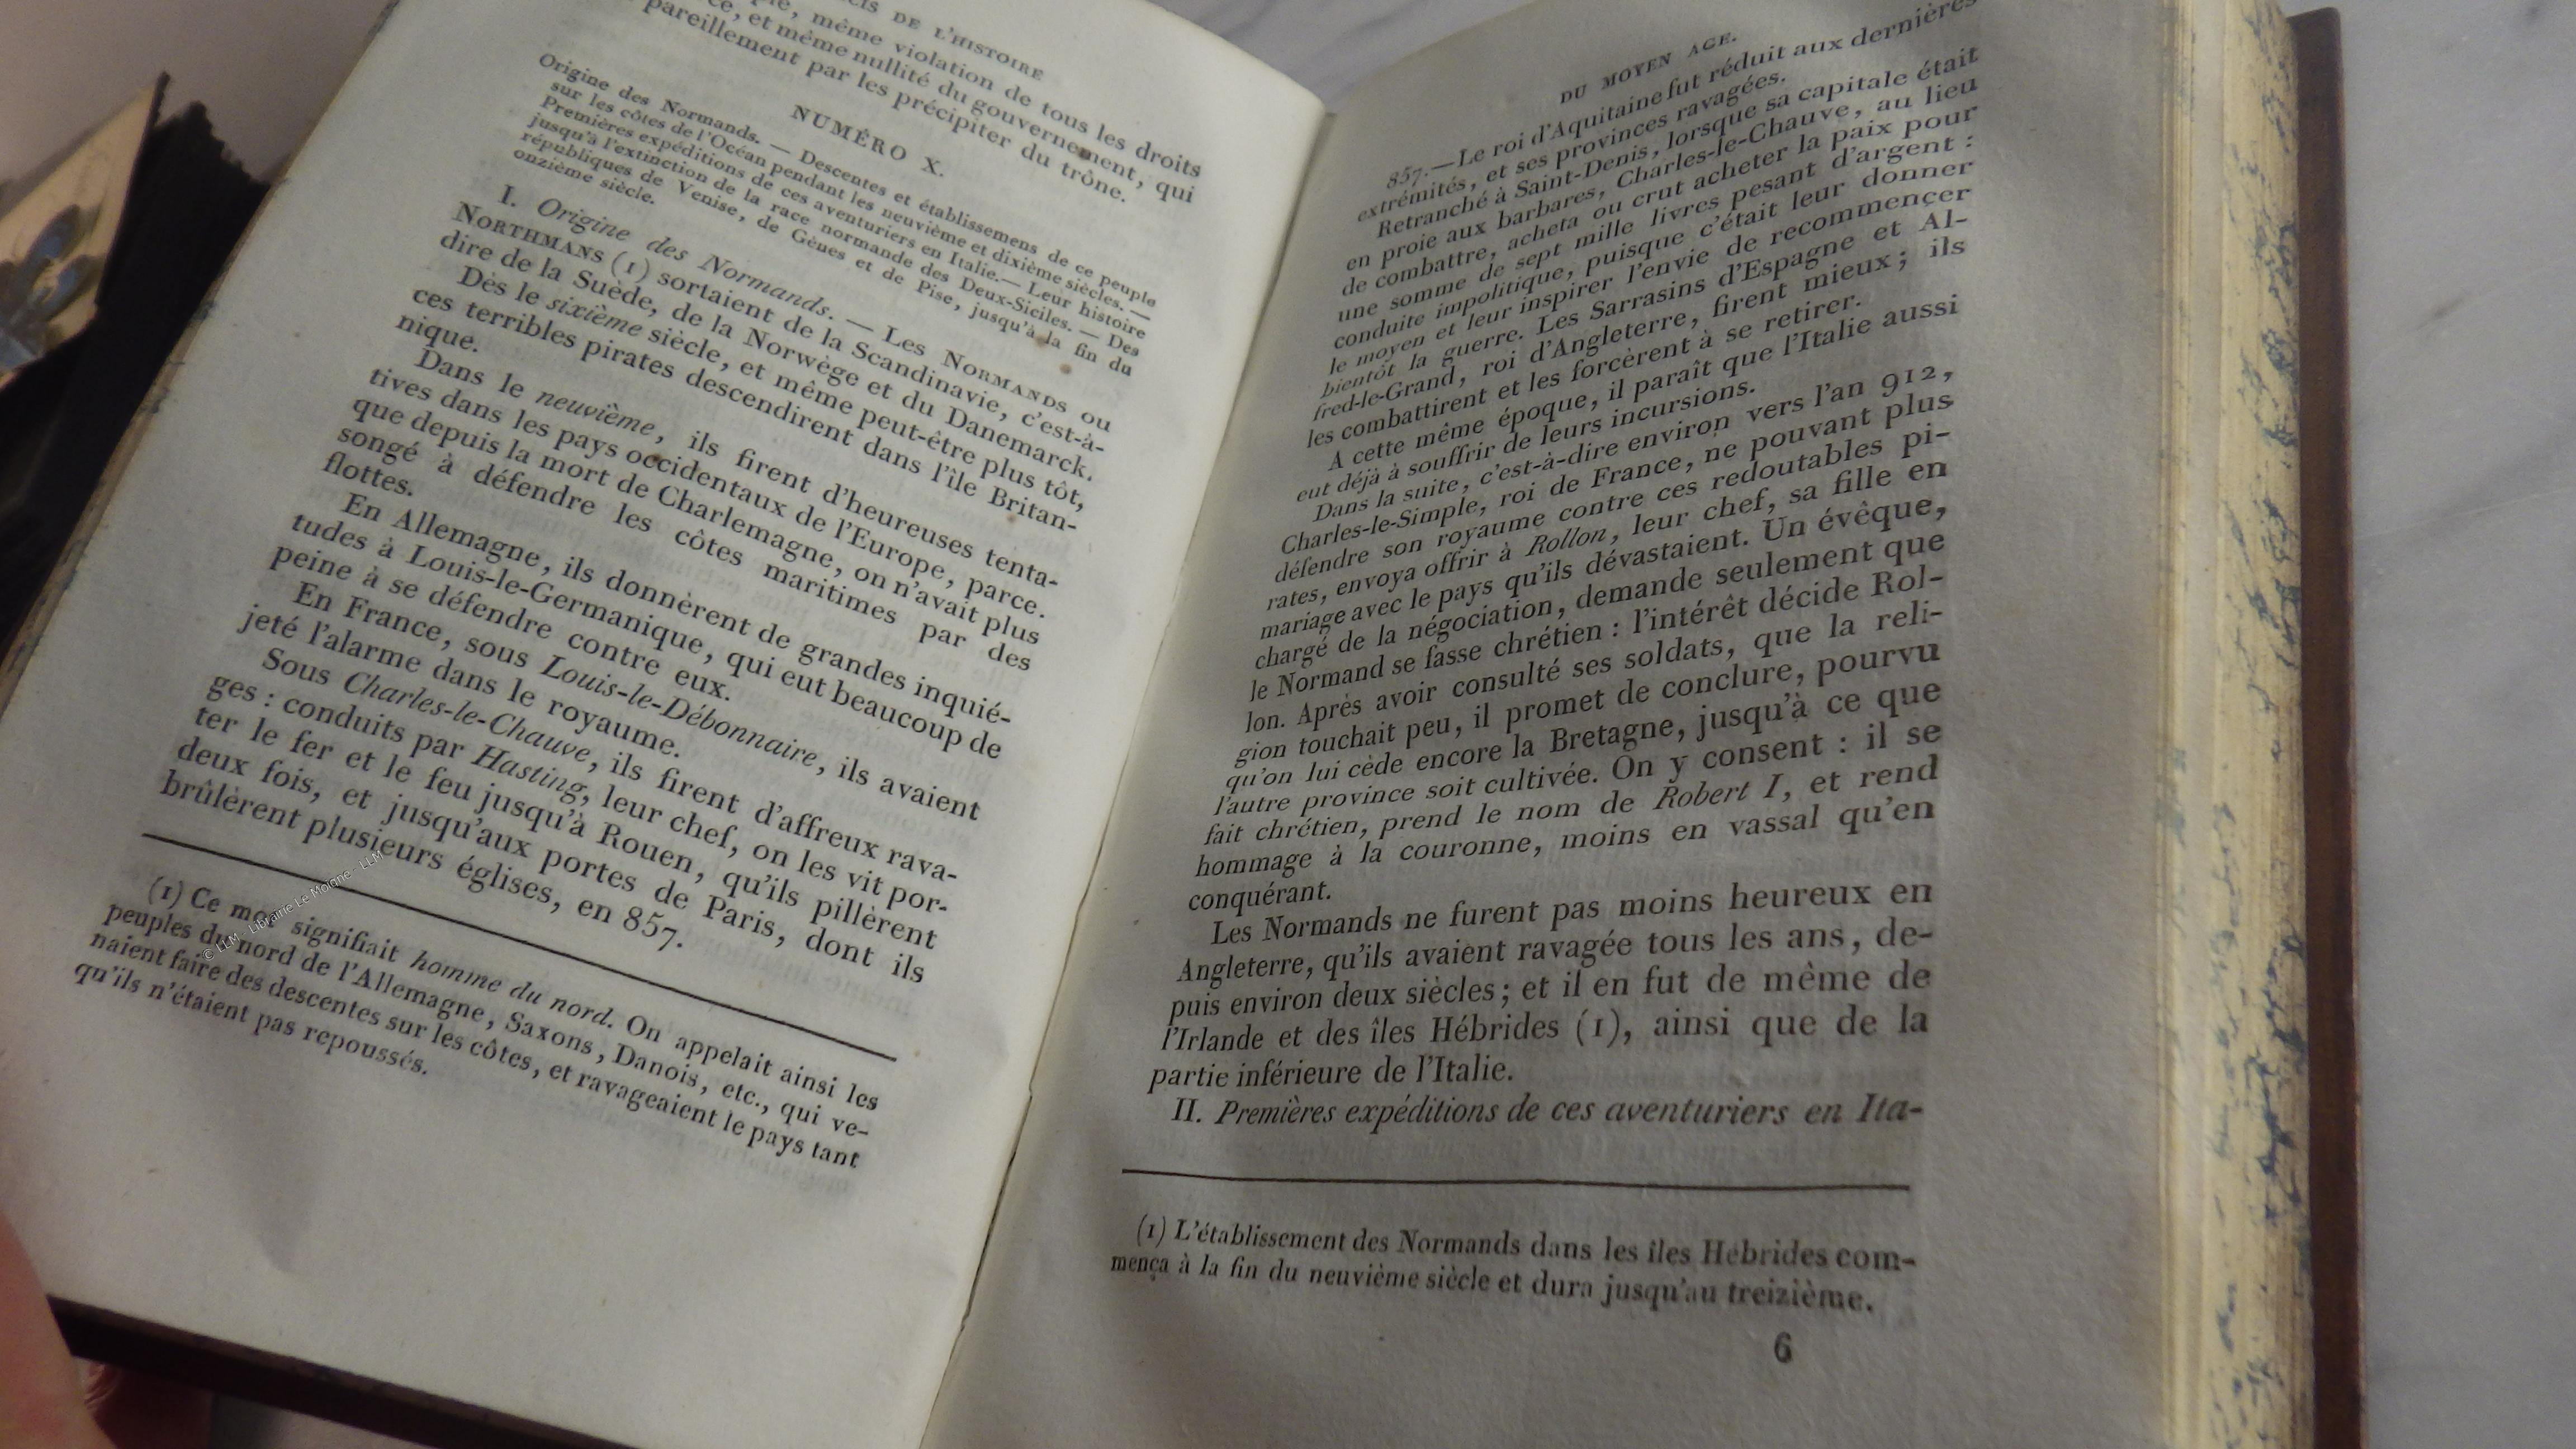 CIS DE L'HISTOIRE
même violation de tous les droits
et même nullité du gouvernement, qui
pareillement par les précipiter du trône.
NUMÉRO X.
Origine des Normands. — Descentes et établissemens de ce peuple
sur les côtes de l'Océan pendant les neuvième et dixième siècles. —
Premières expéditions de ces aventuriers en Italie. — Leur histoire
jusqu'à l'extinction de la race normande des Deux-Siciles. — Des
républiques de Venise, de Gènes et de Pise, jusqu'à la fin du
onzième siècle.
I. Origine des Normands. — Les NORMANDS ou
NORTHMANS (1) sortaient de la Scandinavie, c'est-à-
dire de la Suède, de la Norwège et du Danemarck.
Dès le sixième siècle, et même peut-être plus tôt,
ces terribles pirates descendirent dans l'île Britan-
nique.
Dans le neuvième, ils firent d'heureuses tenta-
tives dans les pays occidentaux de l'Europe, parce.
que depuis la mort de Charlemagne, on n'avait plus
songé à défendre les côtes maritimes par des
flottes.
En Allemagne, ils donnèrent de grandes inquié-
tudes à Louis-le-Germanique, qui eut beaucoup de
peine à se défendre contre eux.
En France, sous Louis-le-Débonnaire, ils avaient
jeté l'alarme dans le royaume.
Sous Charles-le-Chauve, ils firent d'affreux rava-
ges : conduits par Hasting, leur chef, on les vit por-
ter le fer et le feu jusqu'à Rouen, qu'ils pillèrent
deux fois, et jusqu'aux portes de Paris, dont ils
brûlèrent plusieurs églises, en 857.
(1) Ce mot signifiait homme du nord. On appelait ainsi les
peuples du nord de l'Allemagne, Saxons, Danois, etc., qui ve-
naient faire des descentes sur les côtes, et ravageaient le pays tant
qu'ils n'étaient pas repoussés.
© LLM - Librairie Le Moigne - LLM
DU MOYEN AGE.
857. — Le roi d'Aquitaine fut réduit aux dernières
extrémités, et ses provinces ravagées.
Retranché à Saint-Denis, lorsque sa capitale était
en proie aux barbares, Charles-le-Chauve, au lieu
de combattre, acheta ou crut acheter la paix pour
une somme de sept mille livres pesant d'argent :
conduite impolitique, puisque c'était leur donner
le moyen et leur inspirer l'envie de recommencer
bientôt la guerre. Les Sarrasins d'Espagne et Al-
fred-le-Grand, roi d'Angleterre, firent mieux ; ils
les combattirent et les forcèrent à se retirer.
A cette même époque, il paraît que l'Italie aussi
eut déjà à souffrir de leurs incursions.
Dans la suite, c'est-à-dire environ vers l'an 912,
Charles-le-Simple, roi de France, ne pouvant plus
défendre son royaume contre ces redoutables pi-
rates, envoya offrir à Rollon, leur chef, sa fille en
mariage avec le pays qu'ils dévastaient. Un évêque,
chargé de la négociation, demande seulement que
le Normand se fasse chrétien : l'intérêt décide Rol-
lon. Après avoir consulté ses soldats, que la reli-
gion touchait peu, il promet de conclure, pourvu
qu'on lui cède encore la Bretagne, jusqu'à ce que
l'autre province soit cultivée. On y consent : il se
fait chrétien, prend le nom de Robert I, et rend
hommage à la couronne, moins en vassal qu'en
conquérant.
Les Normands ne furent pas moins heureux en
Angleterre, qu'ils avaient ravagée tous les ans, de-
puis environ deux siècles ; et il en fut de même de
l'Irlande et des îles Hébrides (1), ainsi que de la
partie inférieure de l'Italie.
II. Premières expéditions de ces aventuriers en Ita-
(1) L'établissement des Normands dans les îles Hébrides com-
mença à la fin du neuvième siècle et dura jusqu'au treizième.
6